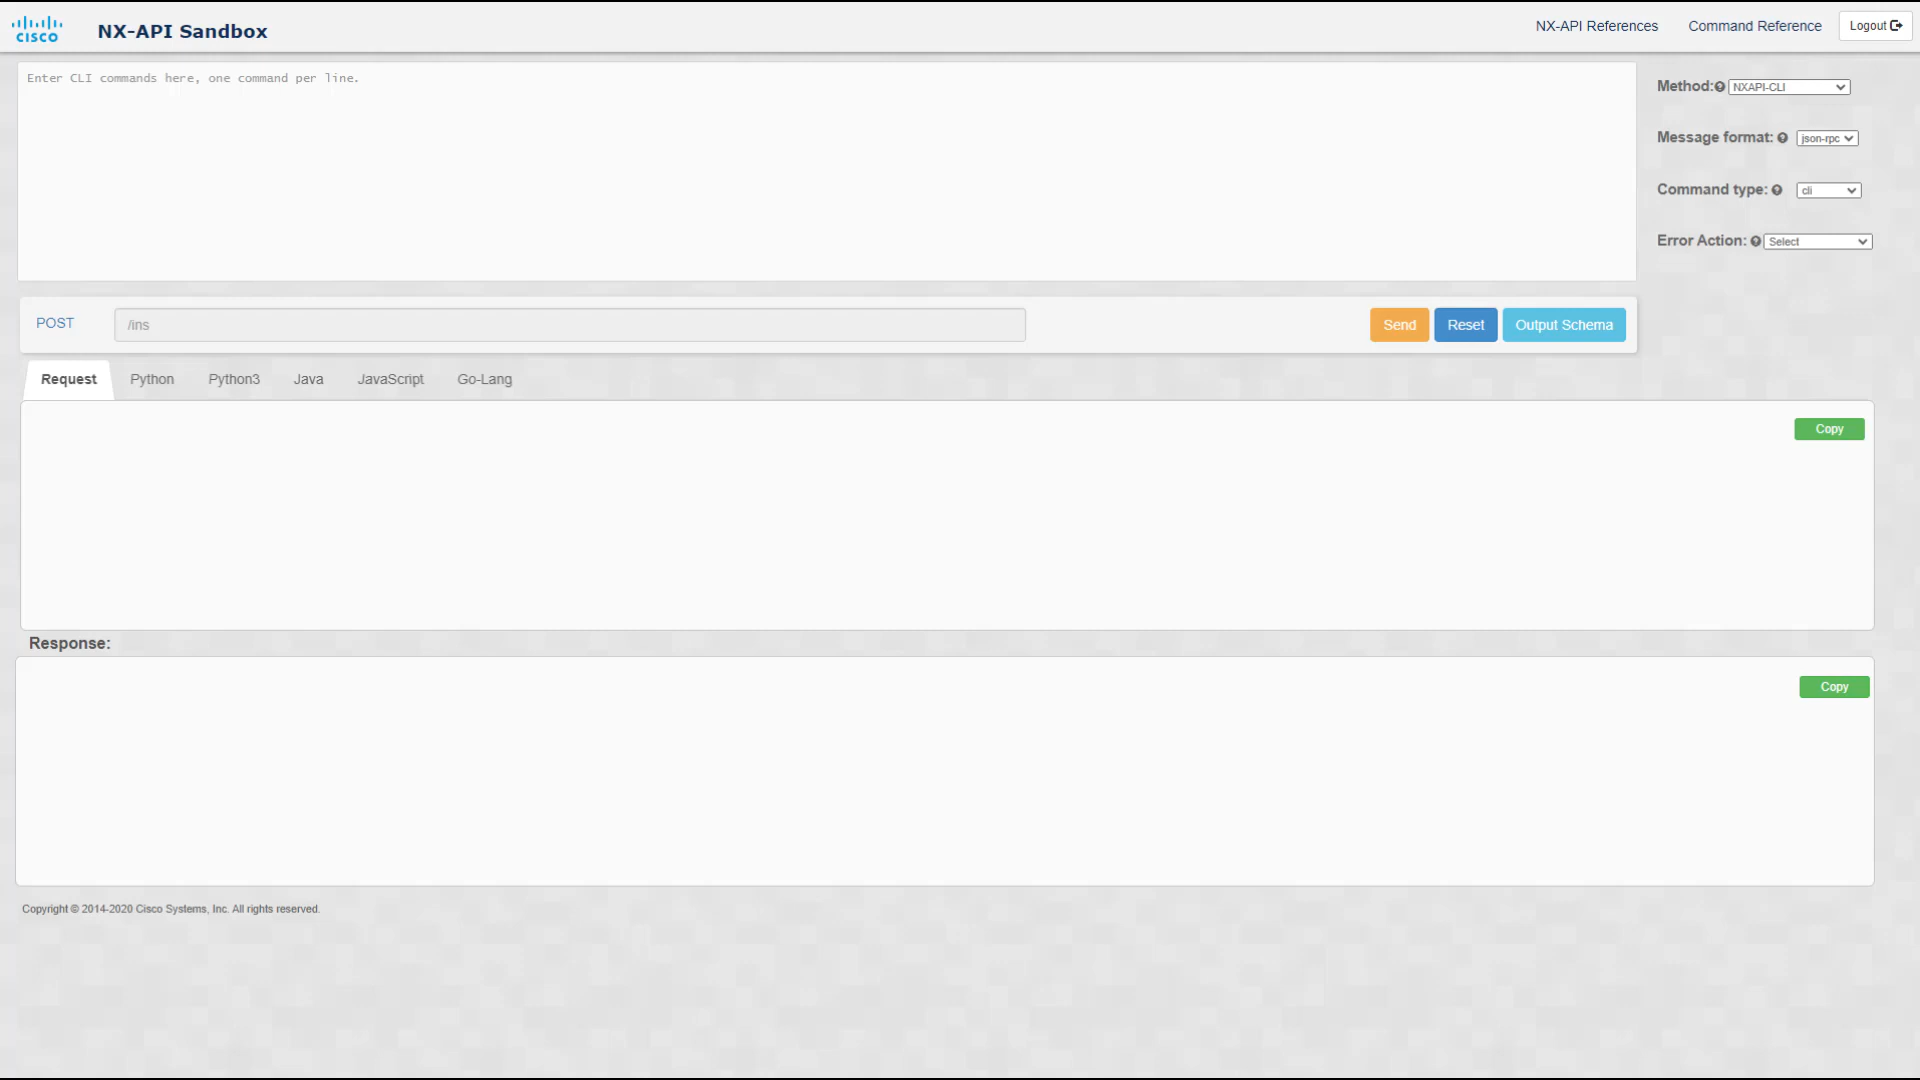 CISCO
NX-API Sandbox
NX-API References
Command Reference
Logout
Enter CLI commands here, one command per line.
Method:
NXAPI-CLI
Message format:
json-rpc
Command type:
cli
Error Action:
Select
POST
/ins
Send
Reset
Output Schema
Request
Python
Python3
Java
JavaScript
Go-Lang
Copy
Response:
Copy
Copyright © 2014-2020 Cisco Systems, Inc. All rights reserved.